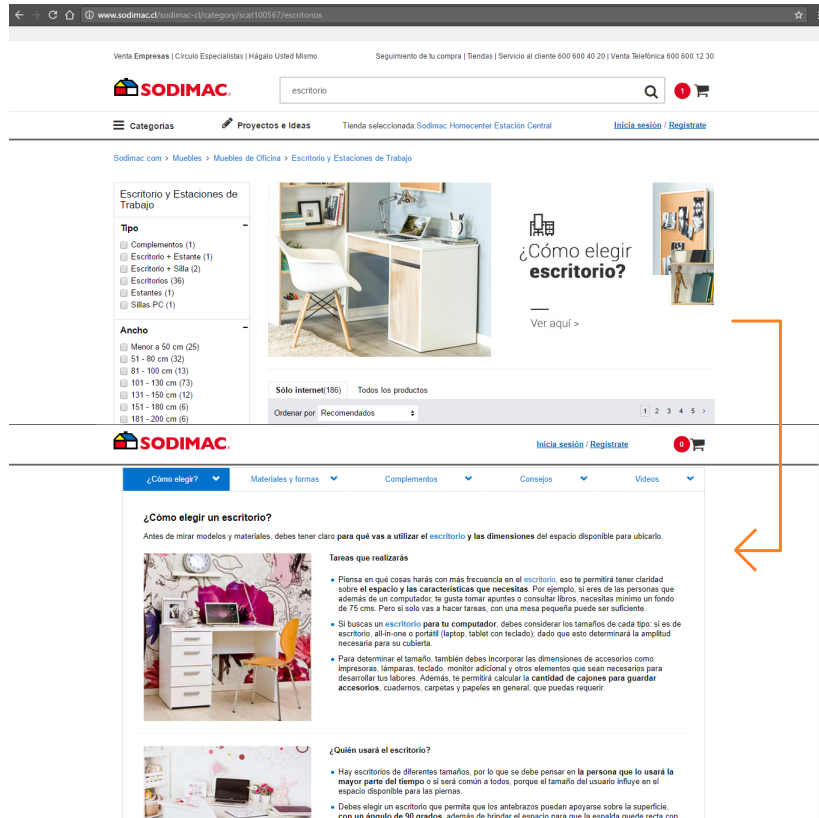 www.sodimac.cl/sodimac-cl/category/scat100567/escritorios
Venta Empresas | Círculo Especialistas | Hágalo Usted Mismo
Seguimiento de tu compra | Tiendas | Servicio al cliente 600 600 40 20 | Venta Telefónica 600 600 12 30
SODIMAC.
escritorio
1
Categorías
Proyectos e Ideas
Tienda seleccionada: Sodimac Homecenter Estación Central
Inicia sesión / Regístrate
Sodimac.com > Muebles > Muebles de Oficina > Escritorio y Estaciones de Trabajo
Escritorio y Estaciones de
Trabajo
Tipo
Complementos (1)
Escritorio + Estante (1)
Escritorio + Silla (2)
Escritorios (36)
Estantes (1)
Sillas PC (1)
Ancho
Menor a 50 cm (25)
51 - 80 cm (32)
81 - 100 cm (13)
101 - 130 cm (73)
131 - 150 cm (12)
151 - 180 cm (6)
181 - 200 cm (6)
¿Cómo elegir
escritorio?
Ver aquí >
Sólo internet(186)
Todos los productos
Ordenar por Recomendados
1 2 3 4 5 >
SODIMAC.
Inicia sesión / Regístrate
0
¿Cómo elegir?
Materiales y formas
Complementos
Consejos
Videos
¿Cómo elegir un escritorio?
Antes de mirar modelos y materiales, debes tener claro para qué vas a utilizar el escritorio y las dimensiones del espacio disponible para ubicarlo.
Tareas que realizarás
Piensa en qué cosas harás con más frecuencia en el escritorio, eso te permitirá tener claridad
sobre el espacio y las características que necesitas. Por ejemplo, si eres de las personas que
además de un computador, te gusta tomar apuntes o consultar libros, necesitas mínimo un fondo
de 75 cms. Pero si solo vas a hacer tareas, con una mesa pequeña puede ser suficiente.
Si buscas un escritorio para tu computador, debes considerar los tamaños de cada tipo: si es de
escritorio, all-in-one o portátil (laptop, tablet con teclado); dado que esto determinará la amplitud
necesaria para su cubierta.
Para determinar el tamaño, también debes incorporar las dimensiones de accesorios como
impresoras, lámparas, teclado, monitor adicional y otros elementos que sean necesarios para
desarrollar tus labores. Además, te permitirá calcular la cantidad de cajones para guardar
accesorios, cuadernos, carpetas y papeles en general, que puedas requerir.
¿Quién usará el escritorio?
Hay escritorios de diferentes tamaños, por lo que se debe pensar en la persona que lo usará la
mayor parte del tiempo o si será común a todos, porque el tamaño del usuario influye en el
espacio disponible para las piernas.
Debes elegir un escritorio que permita que los antebrazos puedan apoyarse sobre la superficie,
con un ángulo de 90 grados, además de brindar el espacio para que la espalda quede recta con